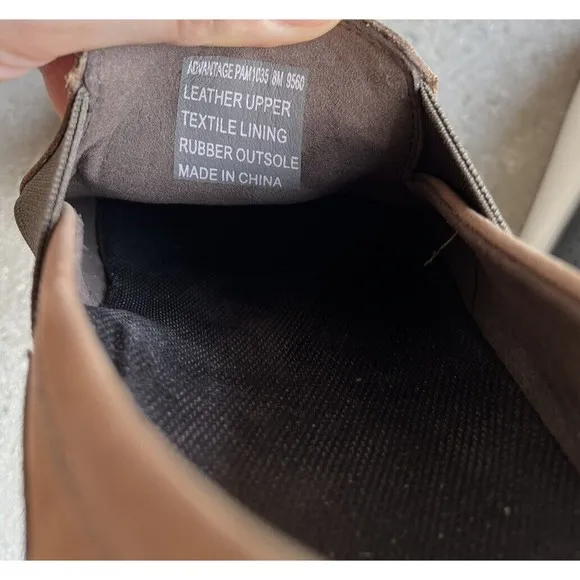 ADVANTAGE PAM1035 8M 9560
LEATHER UPPER
TEXTILE LINING
RUBBER OUTSOLE
MADE IN CHINA